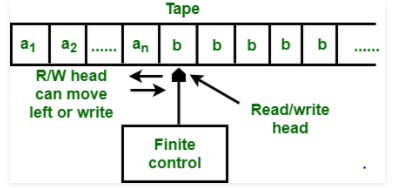 Tape
a1 a2 ...... an b b b b b ......
R/W head
can move
left or write
Read/write
head
Finite
control